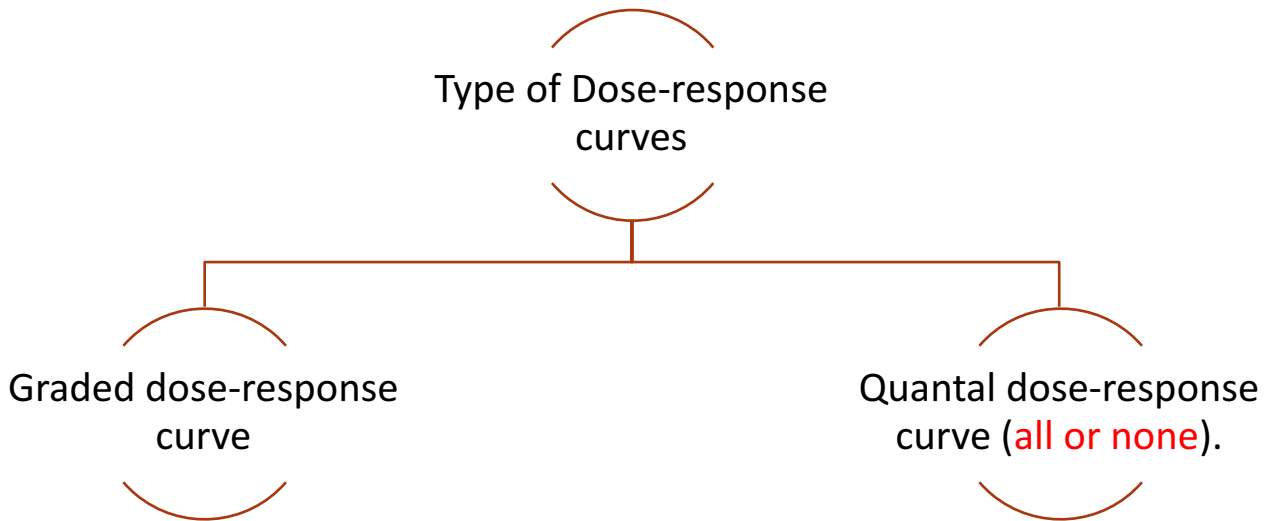 Type of Dose-response
curves
Graded dose-response
curve
Quantal dose-response
curve (all or none).